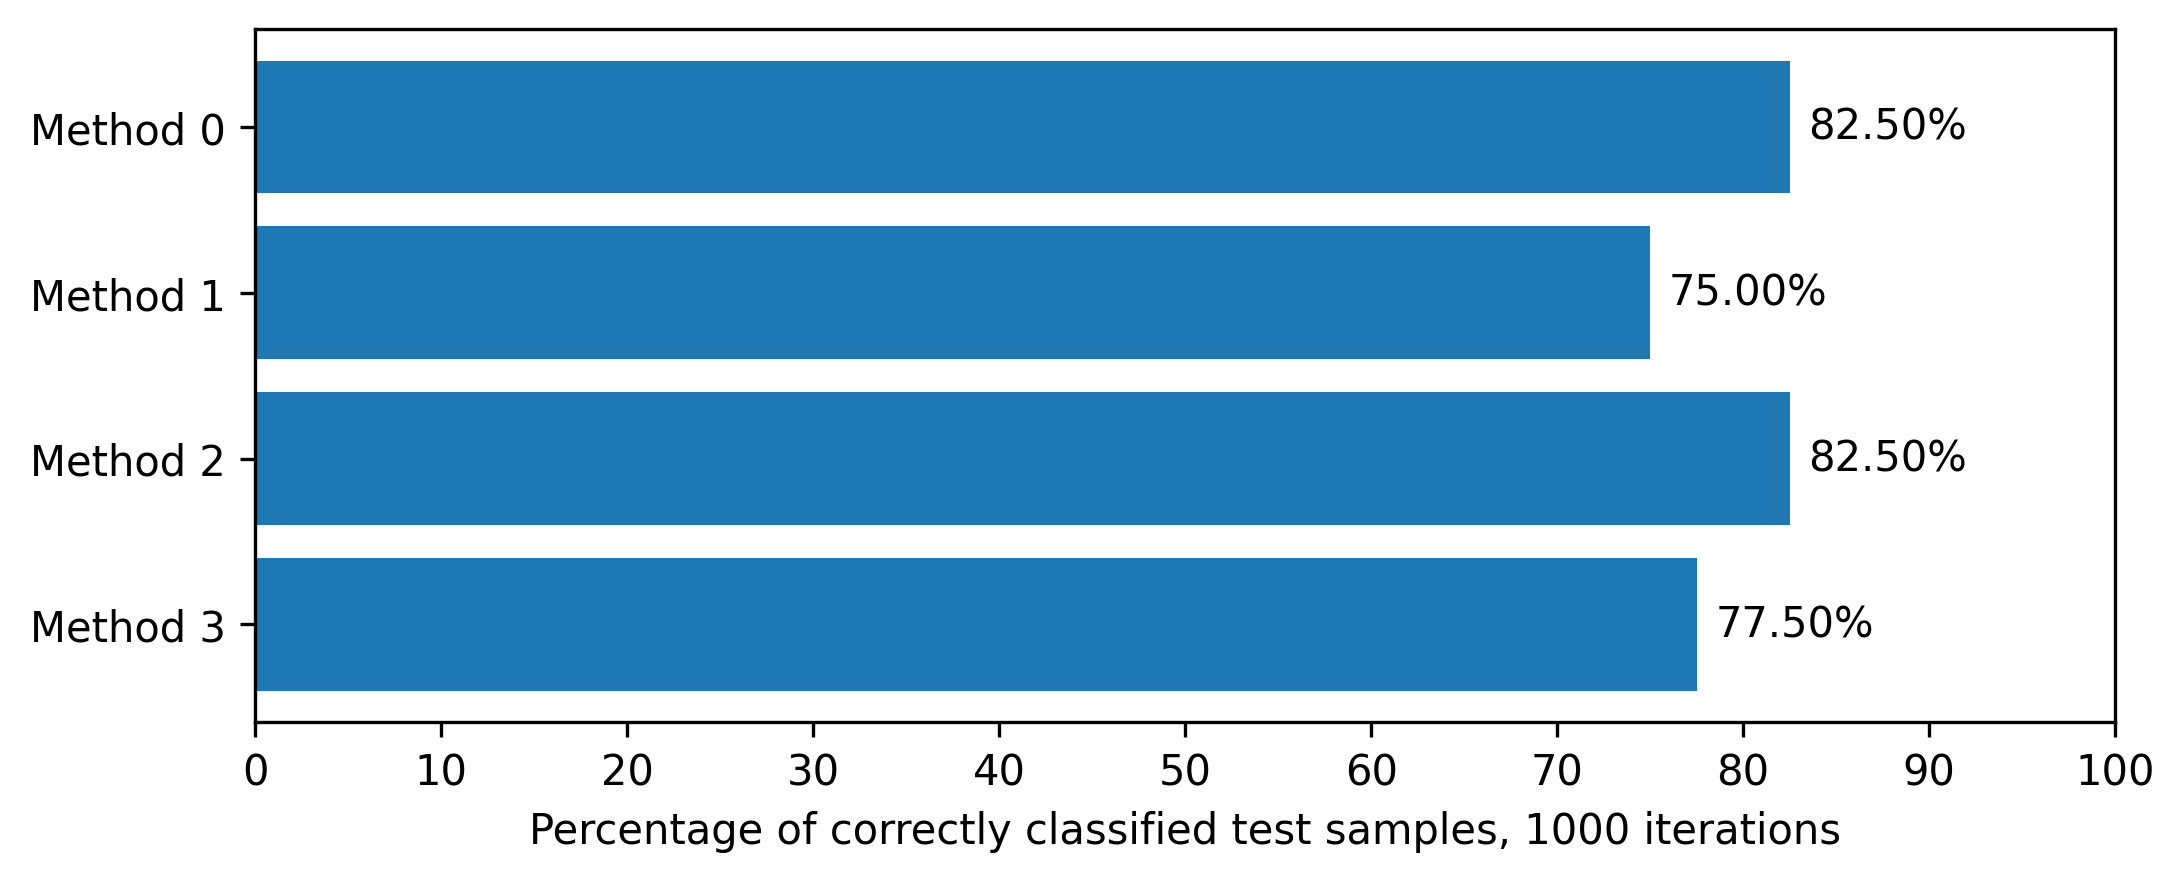 Method 0
82.50%
Method 1
75.00%
Method 2
82.50%
Method 3
77.50%
0 10 20 30 40 50 60 70 80 90 100
Percentage of correctly classified test samples, 1000 iterations